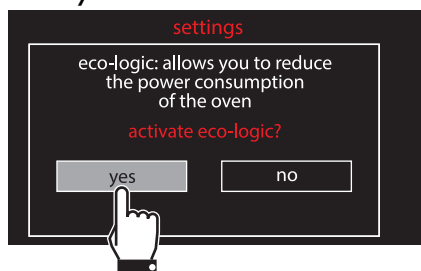 settings
eco-logic: allows you to reduce
the power consumption
of the oven
activate eco-logic?
yes
no